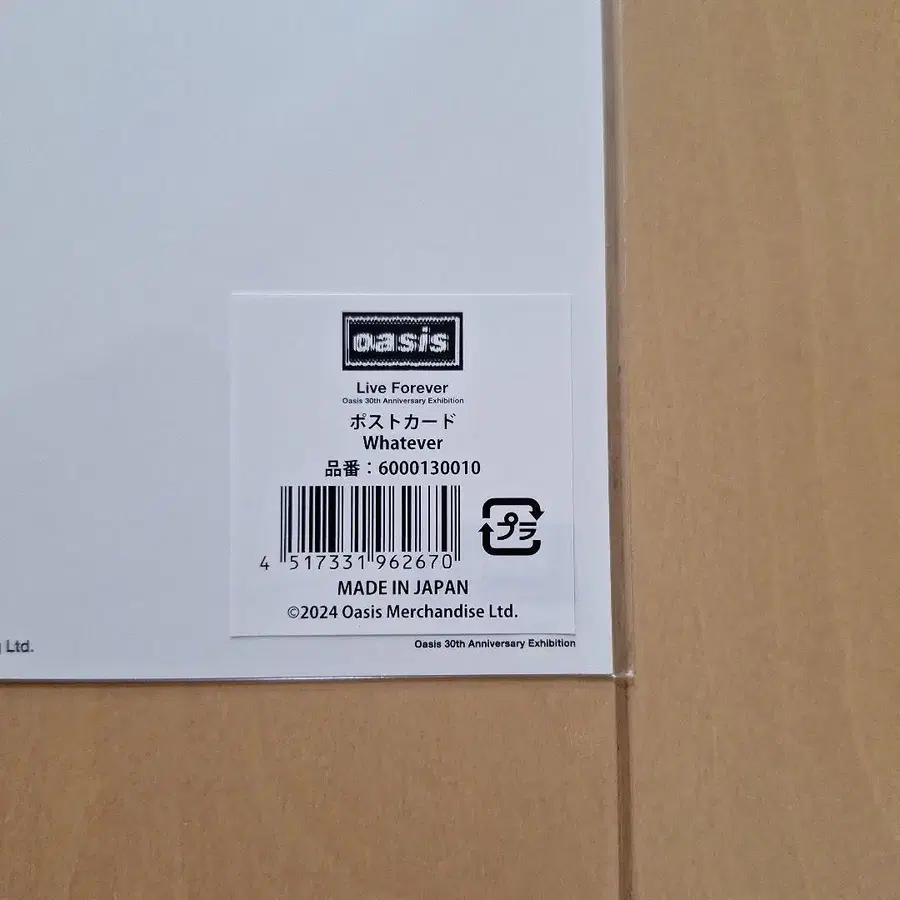 oasis
Live Forever
Oasis 30th Anniversary Exhibition
ポストカード
Whatever
品番：6000130010
プラ
4 517331 962670
MADE IN JAPAN
©2024 Oasis Merchandise Ltd.
Ltd.
Oasis 30th Anniversary Exhibition